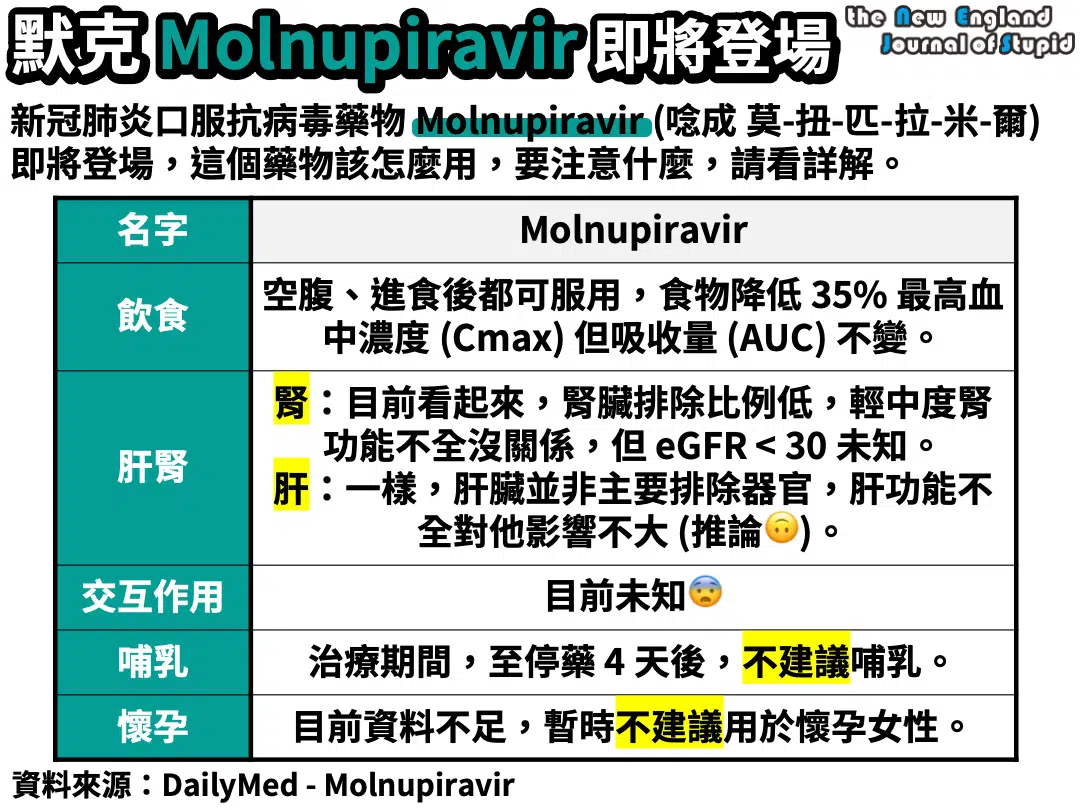 默克 Molnupiravir 即將登場
the New England
Journal of Stupid
新冠肺炎口服抗病毒藥物 Molnupiravir (唸成 莫-扭-匹-拉-米-爾)
即將登場，這個藥物該怎麼用，要注意什麼，請看詳解。
名字
Molnupiravir
飲食
空腹、進食後都可服用，食物降低 35% 最高血
中濃度 (Cmax) 但吸收量 (AUC) 不變。
肝腎
腎：目前看起來，腎臟排除比例低，輕中度腎
功能不全沒關係，但 eGFR < 30 未知。
肝：一樣，肝臟並非主要排除器官，肝功能不
全對他影響不大 (推論🙃)。
交互作用
目前未知😨
哺乳
治療期間，至停藥 4 天後，不建議哺乳。
懷孕
目前資料不足，暫時不建議用於懷孕女性。
資料來源：DailyMed - Molnupiravir